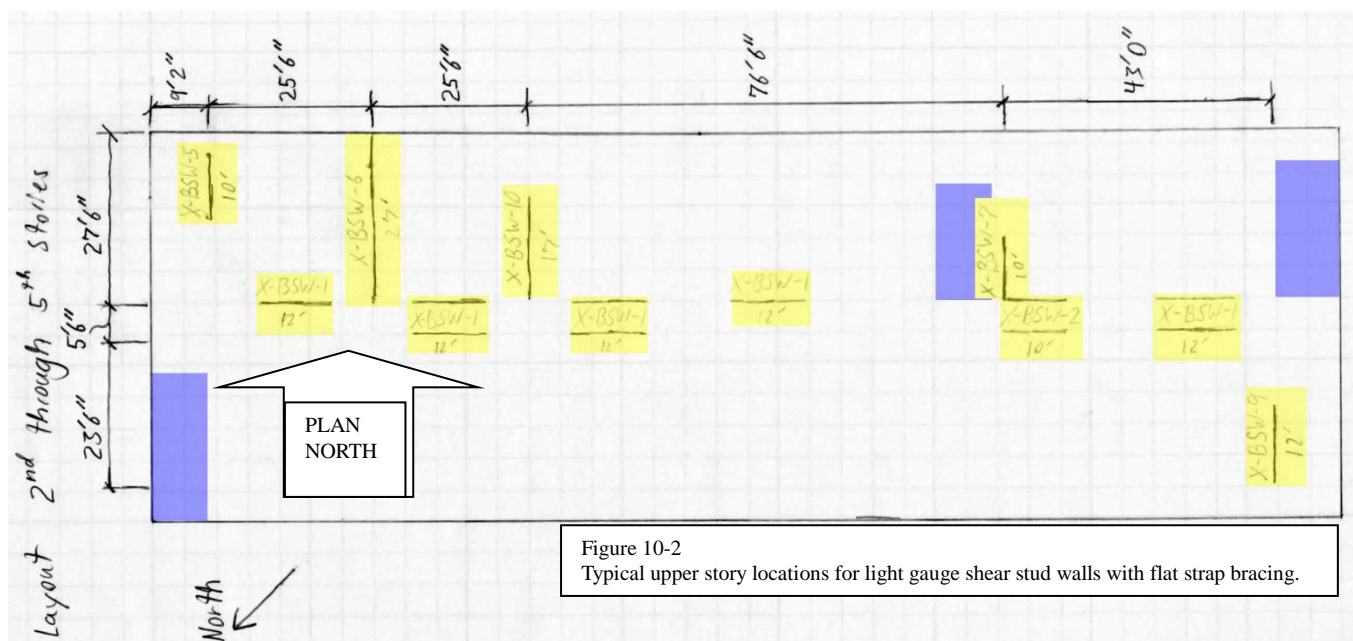 9'2"
25'6"
25'6"
76'6"
43'0"
Layout 2nd through 5th Stories
27'6"
5'6"
23'6"
X-BSW-5
10'
X-BSW-6
27'
X-BSW-10
17'
X-BSW-7
10'
X-BSW-1
12'
X-BSW-1
12'
X-BSW-1
12'
X-BSW-1
12'
X-BSW-2
10'
X-BSW-1
12'
X-BSW-9
12'
PLAN
NORTH
North
Figure 10-2
Typical upper story locations for light gauge shear stud walls with flat strap bracing.